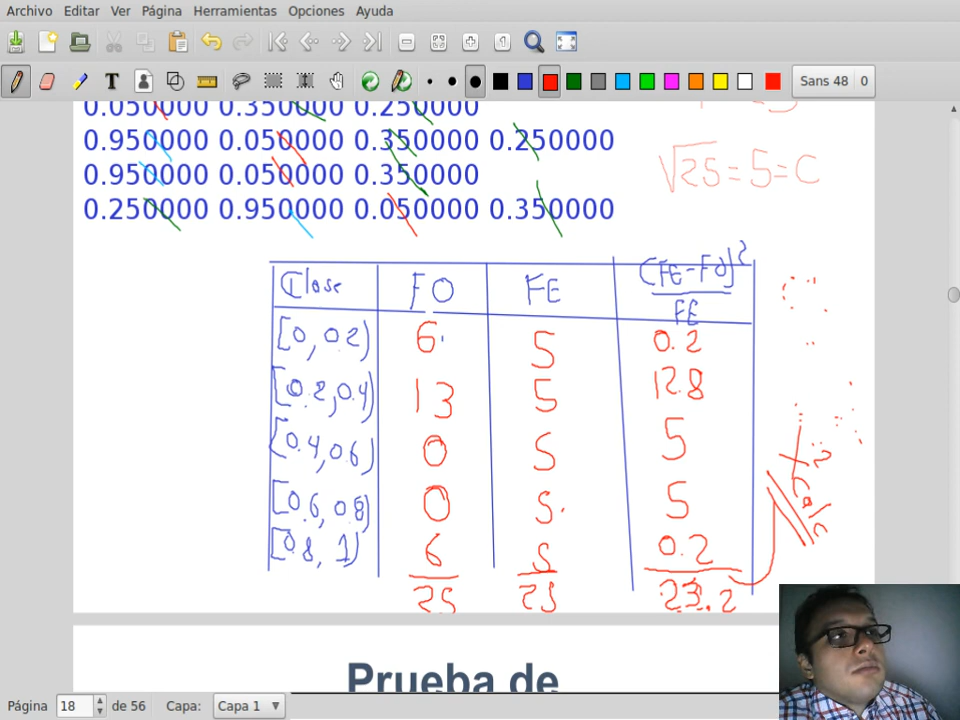 Archivo Editar Ver Página Herramientas Opciones Ayuda
Sans 48 0
0.050000 0.350000 0.250000
0.950000 0.050000 0.350000 0.250000
0.950000 0.050000 0.350000
0.250000 0.950000 0.050000 0.350000
√25 = 5 = C
Clase FO FE (FE-FO)²
FE
[0, 0.2) 6 5 0.2
[0.2, 0.4) 13 5 12.8
[0.4, 0.6) 0 5 5
[0.6, 0.8) 0 5 5
[0.8, 1) 6 5 0.2
25 25 23.2
X² calc
Prueba de
Página 18 de 56 Capa: Capa 1